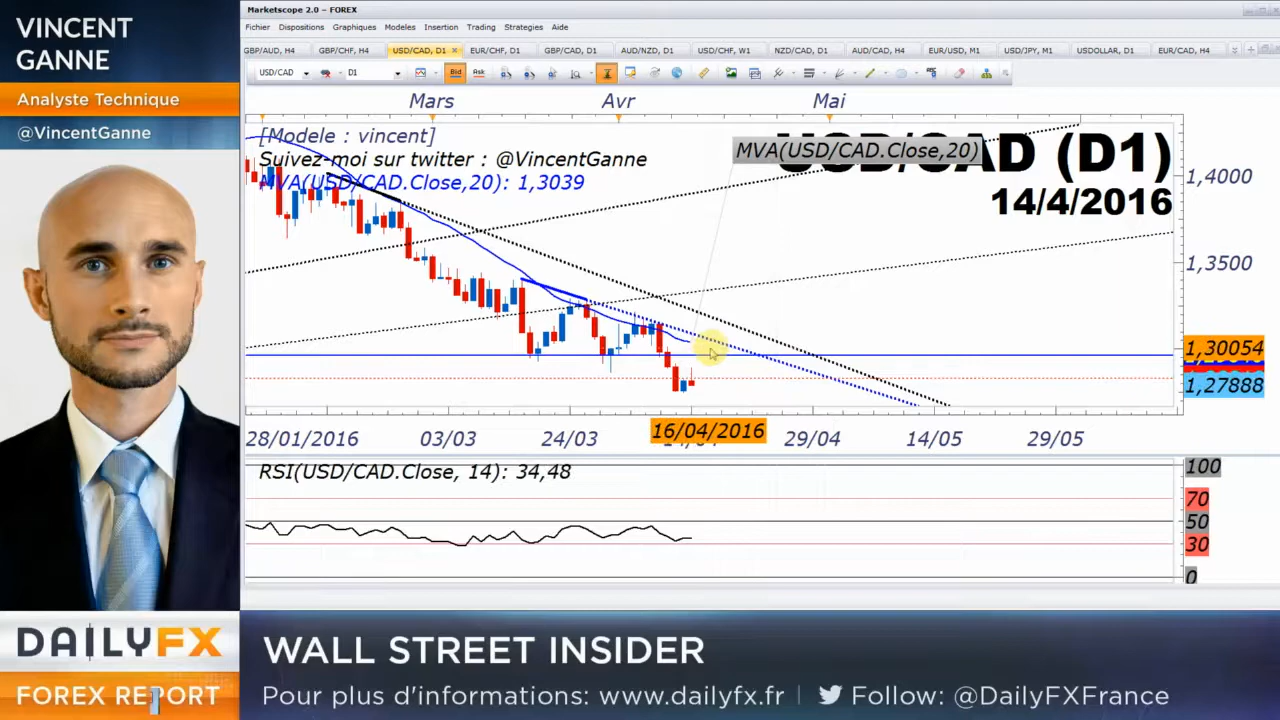 VINCENT
GANNE
Analyste Technique
@VincentGanne
Marketscope 2.0 – FOREX
Fichier Dispositions Graphiques Modeles Insertion Trading Strategies Aide
GBP/AUD, H4 GBP/CHF, H4 USD/CAD, D1 EUR/CHF, D1 GBP/CAD, D1 AUD/NZD, D1 USD/CHF, W1 NZD/CAD, D1 AUD/CAD, H4 EUR/USD, M1 USD/JPY, M1 USDOLLAR, D1 EUR/CAD, H4
USD/CAD D1 Bid Ask
Mars Avr Mai
[Modele : vincent]
Suivez-moi sur twitter : @VincentGanne
MVA(USD/CAD.Close,20): 1,3039
MVA(USD/CAD.Close,20)
USD/CAD (D1)
14/4/2016
1,4000
1,3500
1,30054
1,27888
28/01/2016 03/03 24/03 16/04/2016 29/04 14/05 29/05
RSI(USD/CAD.Close, 14): 34,48
100
70
50
30
0
DAILYFX
FOREX REPORT
WALL STREET INSIDER
Pour plus d'informations: www.dailyfx.fr | Follow: @DailyFXFrance